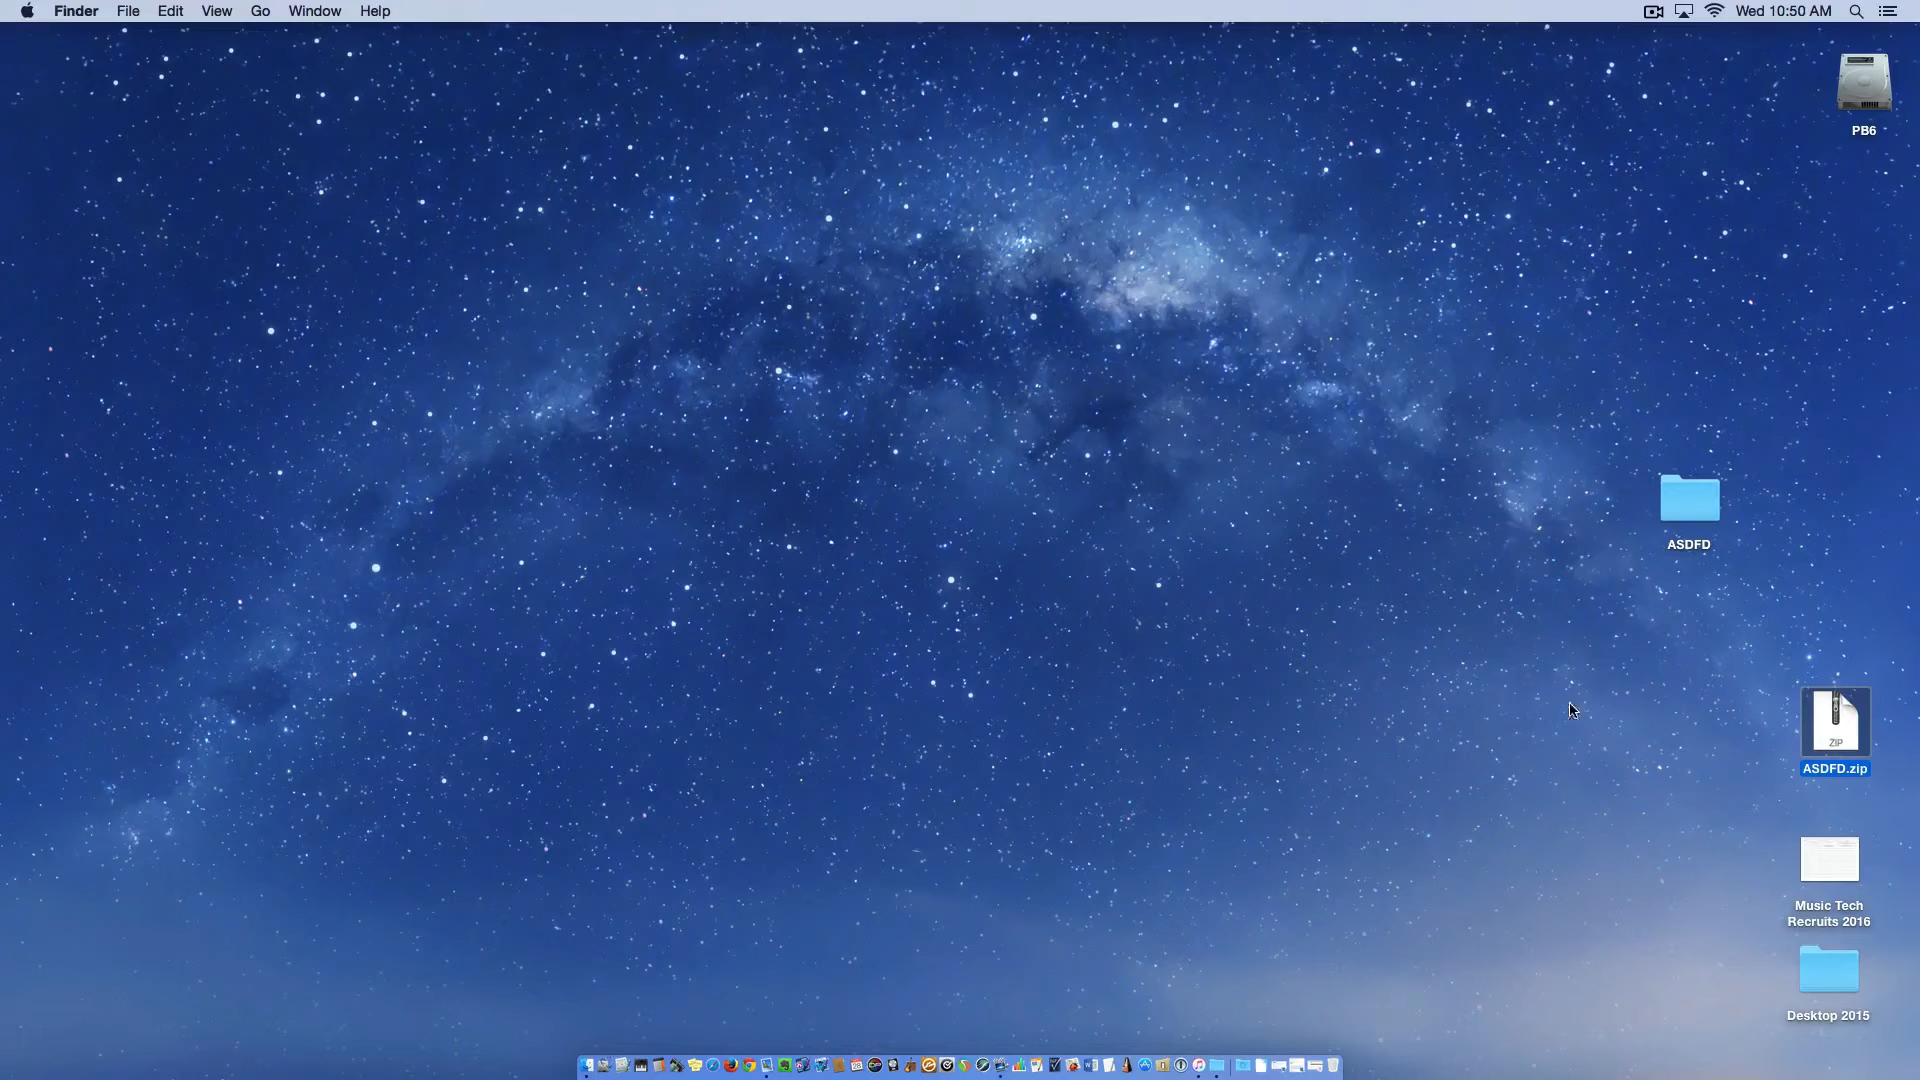 Finder File Edit View Go Window Help Wed 10:50 AM
PB6
ASDFD
ZIP
ASDFD.zip
Music Tech
Recruits 2016
Desktop 2015